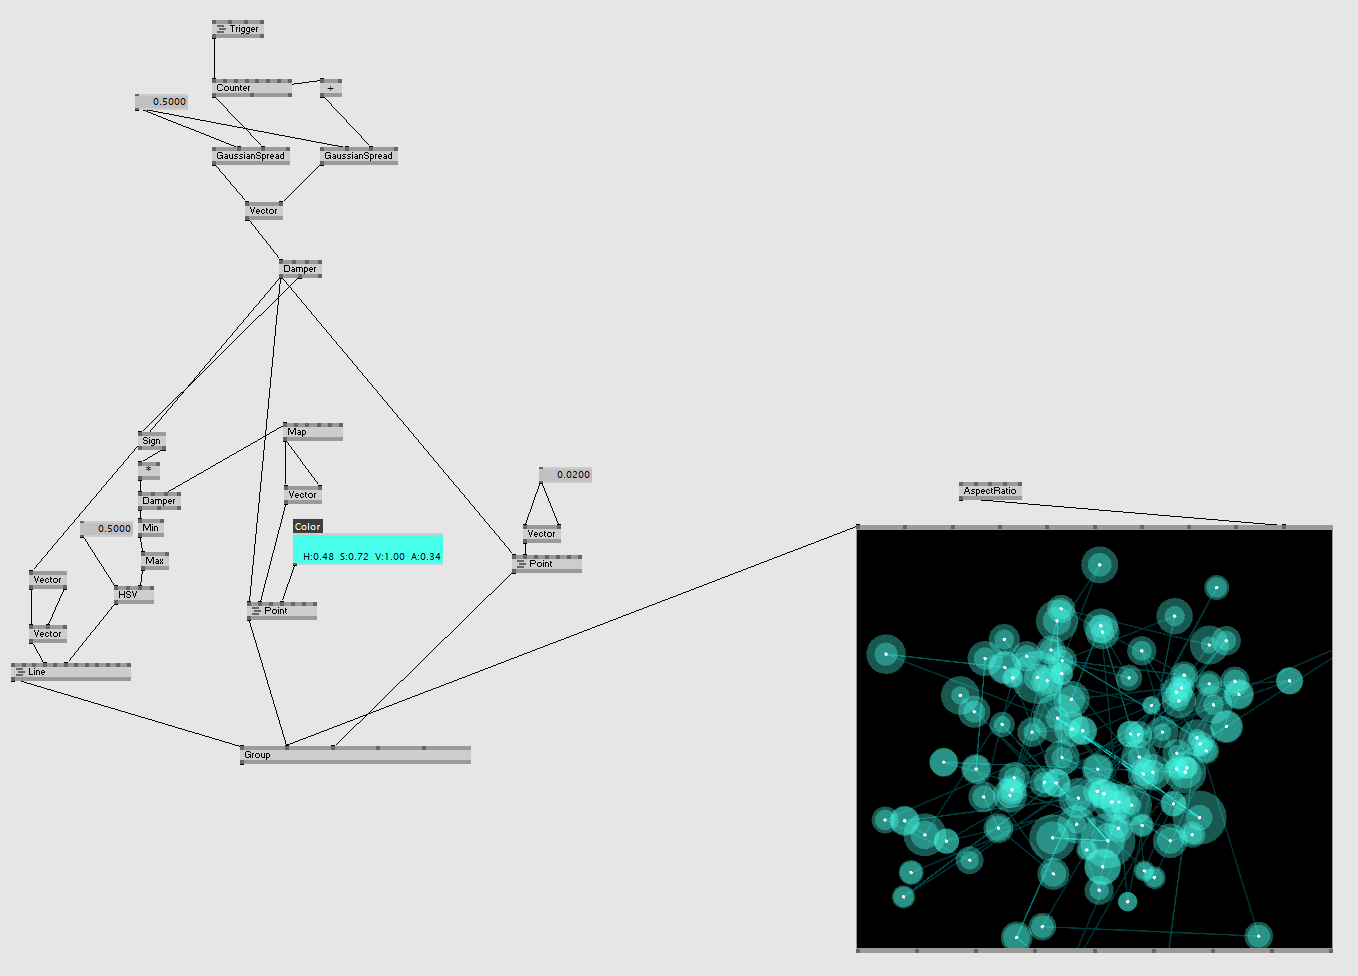 Trigger
Counter
+
0.5000
GaussianSpread
GaussianSpread
Vector
Damper
Map
Sign
*
Damper
Vector
0.0200
AspectRatio
Color
0.5000
Min
Vector
H:0.48 S:0.72 V:1.00 A:0.34
Max
Point
Vector
HSV
Point
Vector
Line
Group